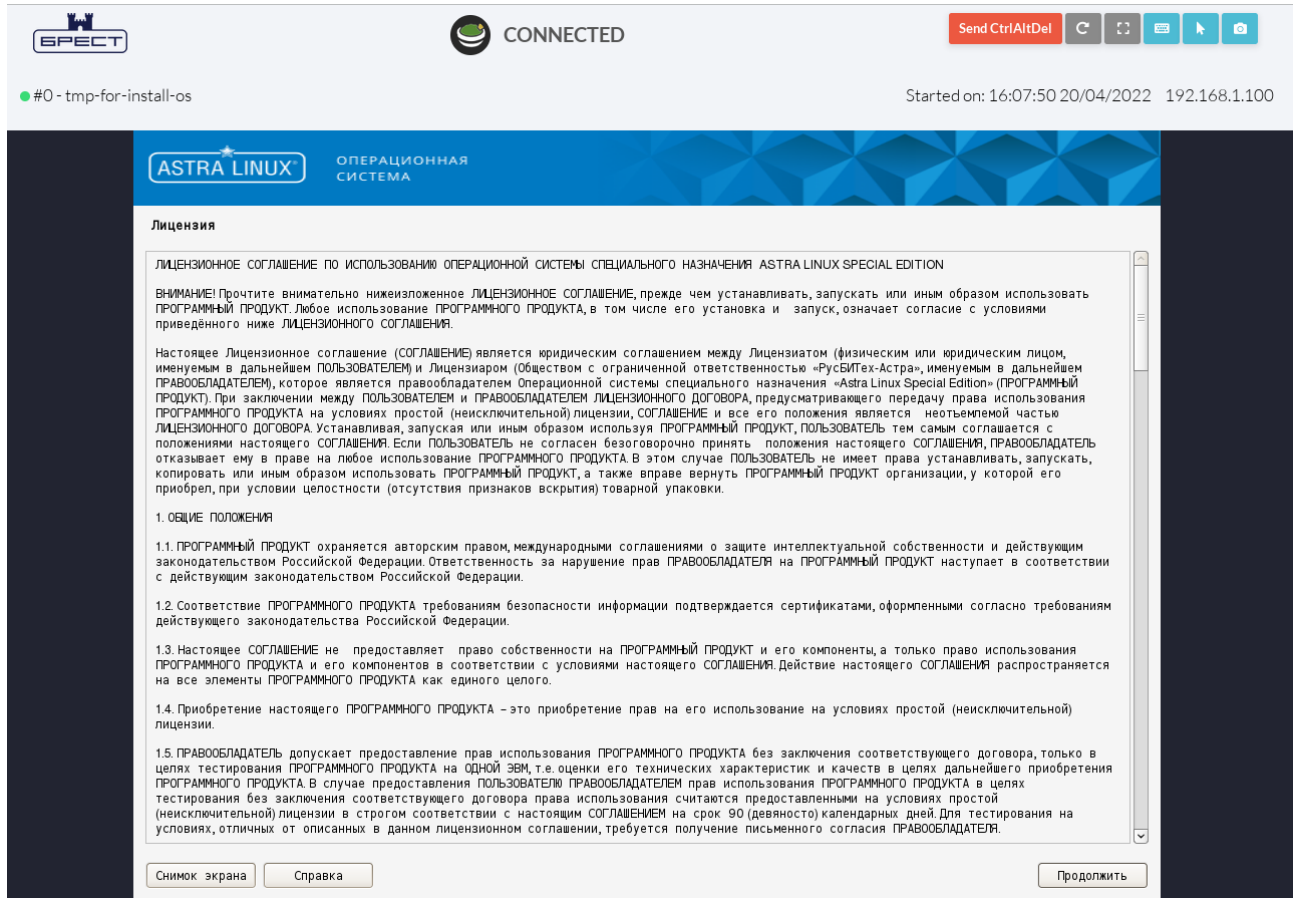 БРЕСТ
CONNECTED
Send CtrlAltDel
#0 - tmp-for-install-os
Started on: 16:07:50 20/04/2022 192.168.1.100
ASTRA LINUX®
ОПЕРАЦИОННАЯ
СИСТЕМА
Лицензия
ЛИЦЕНЗИОННОЕ СОГЛАШЕНИЕ ПО ИСПОЛЬЗОВАНИЮ ОПЕРАЦИОННОЙ СИСТЕМЫ СПЕЦИАЛЬНОГО НАЗНАЧЕНИЯ ASTRA LINUX SPECIAL EDITION
ВНИМАНИЕ! Прочтите внимательно нижеизложенное ЛИЦЕНЗИОННОЕ СОГЛАШЕНИЕ, прежде чем устанавливать, запускать или иным образом использовать
ПРОГРАММНЫЙ ПРОДУКТ. Любое использование ПРОГРАММНОГО ПРОДУКТА, в том числе его установка и запуск, означает согласие с условиями
приведённого ниже ЛИЦЕНЗИОННОГО СОГЛАШЕНИЯ.
Настоящее Лицензионное соглашение (СОГЛАШЕНИЕ) является юридическим соглашением между Лицензиатом (физическим или юридическим лицом,
именуемым в дальнейшем ПОЛЬЗОВАТЕЛЕМ) и Лицензиаром (Обществом с ограниченной ответственностью «РусБИТех-Астра», именуемым в дальнейшем
ПРАВООБЛАДАТЕЛЕМ), которое является правообладателем Операционной системы специального назначения «Astra Linux Special Edition» (ПРОГРАММНЫЙ
ПРОДУКТ). При заключении между ПОЛЬЗОВАТЕЛЕМ и ПРАВООБЛАДАТЕЛЕМ ЛИЦЕНЗИОННОГО ДОГОВОРА, предусматривающего передачу права использования
ПРОГРАММНОГО ПРОДУКТА на условиях простой (неисключительной) лицензии, СОГЛАШЕНИЕ и все его положения является неотъемлемой частью
ЛИЦЕНЗИОННОГО ДОГОВОРА. Устанавливая, запуская или иным образом используя ПРОГРАММНЫЙ ПРОДУКТ, ПОЛЬЗОВАТЕЛЬ тем самым соглашается с
положениями настоящего СОГЛАШЕНИЯ. Если ПОЛЬЗОВАТЕЛЬ не согласен безоговорочно принять положения настоящего СОГЛАШЕНИЯ, ПРАВООБЛАДАТЕЛЬ
отказывает ему в праве на любое использование ПРОГРАММНОГО ПРОДУКТА. В этом случае ПОЛЬЗОВАТЕЛЬ не имеет права устанавливать, запускать,
копировать или иным образом использовать ПРОГРАММНЫЙ ПРОДУКТ, а также вправе вернуть ПРОГРАММНЫЙ ПРОДУКТ организации, у которой его
приобрел, при условии целостности (отсутствия признаков вскрытия) товарной упаковки.
1. ОБЩИЕ ПОЛОЖЕНИЯ
1.1. ПРОГРАММНЫЙ ПРОДУКТ охраняется авторским правом, международными соглашениями о защите интеллектуальной собственности и действующим
законодательством Российской Федерации. Ответственность за нарушение прав ПРАВООБЛАДАТЕЛЯ на ПРОГРАММНЫЙ ПРОДУКТ наступает в соответствии
с действующим законодательством Российской Федерации.
1.2. Соответствие ПРОГРАММНОГО ПРОДУКТА требованиям безопасности информации подтверждается сертификатами, оформленными согласно требованиям
действующего законодательства Российской Федерации.
1.3. Настоящее СОГЛАШЕНИЕ не предоставляет право собственности на ПРОГРАММНЫЙ ПРОДУКТ и его компоненты, а только право использования
ПРОГРАММНОГО ПРОДУКТА и его компонентов в соответствии с условиями настоящего СОГЛАШЕНИЯ. Действие настоящего СОГЛАШЕНИЯ распространяется
на все элементы ПРОГРАММНОГО ПРОДУКТА как единого целого.
1.4. Приобретение настоящего ПРОГРАММНОГО ПРОДУКТА – это приобретение прав на его использование на условиях простой (неисключительной)
лицензии.
1.5. ПРАВООБЛАДАТЕЛЬ допускает предоставление прав использования ПРОГРАММНОГО ПРОДУКТА без заключения соответствующего договора, только в
целях тестирования ПРОГРАММНОГО ПРОДУКТА на ОДНОЙ ЭВМ, т.е. оценки его технических характеристик и качеств в целях дальнейшего приобретения
ПРОГРАММНОГО ПРОДУКТА. В случае предоставления ПОЛЬЗОВАТЕЛЮ ПРАВООБЛАДАТЕЛЕМ прав использования ПРОГРАММНОГО ПРОДУКТА в целях
тестирования без заключения соответствующего договора права использования считаются предоставленными на условиях простой
(неисключительной) лицензии в строгом соответствии с настоящим СОГЛАШЕНИЕМ на срок 90 (девяносто) календарных дней. Для тестирования на
условиях, отличных от описанных в данном лицензионном соглашении, требуется получение письменного согласия ПРАВООБЛАДАТЕЛЯ.
Снимок экрана Справка Продолжить